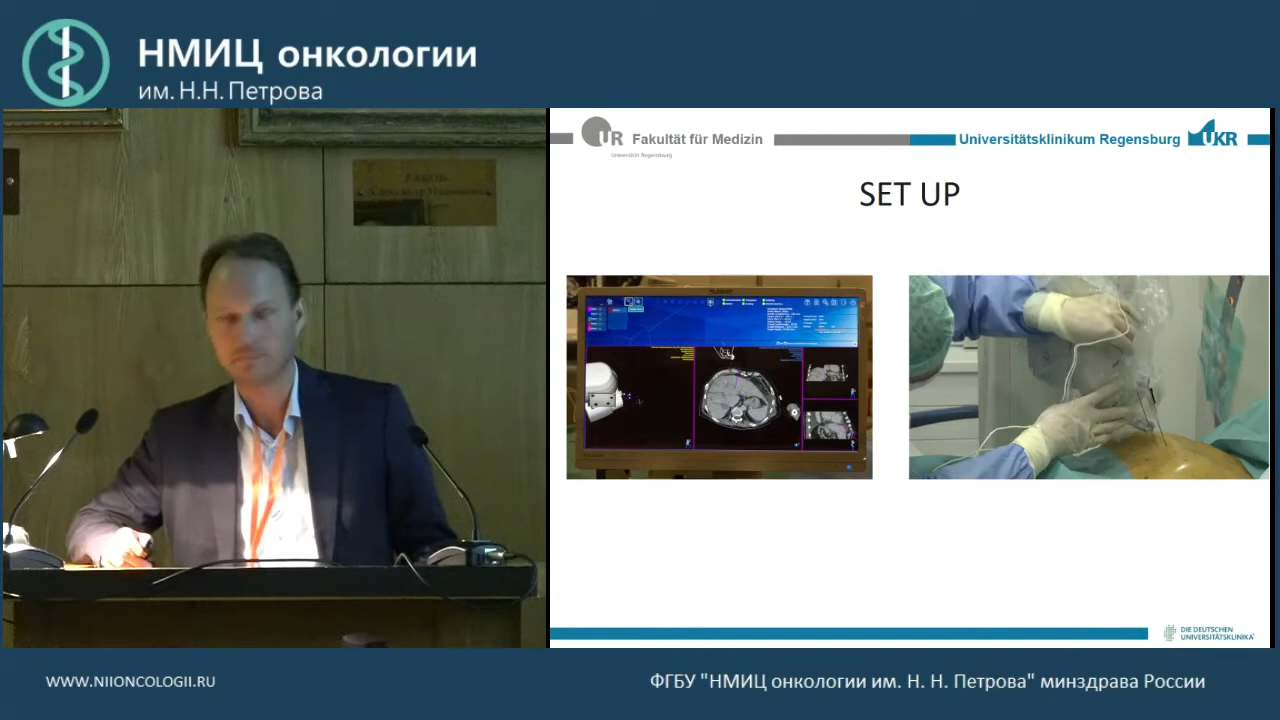 НМИЦ онкологии
им. Н.Н. Петрова
UR Fakultät für Medizin
Universität Regensburg
Universitätsklinikum Regensburg UKR
SET UP
DIE DEUTSCHEN
UNIVERSITÄTSKLINIKA
WWW.NIIONCOLOGII.RU
ФГБУ "НМИЦ онкологии им. Н. Н. Петрова" минздрава России